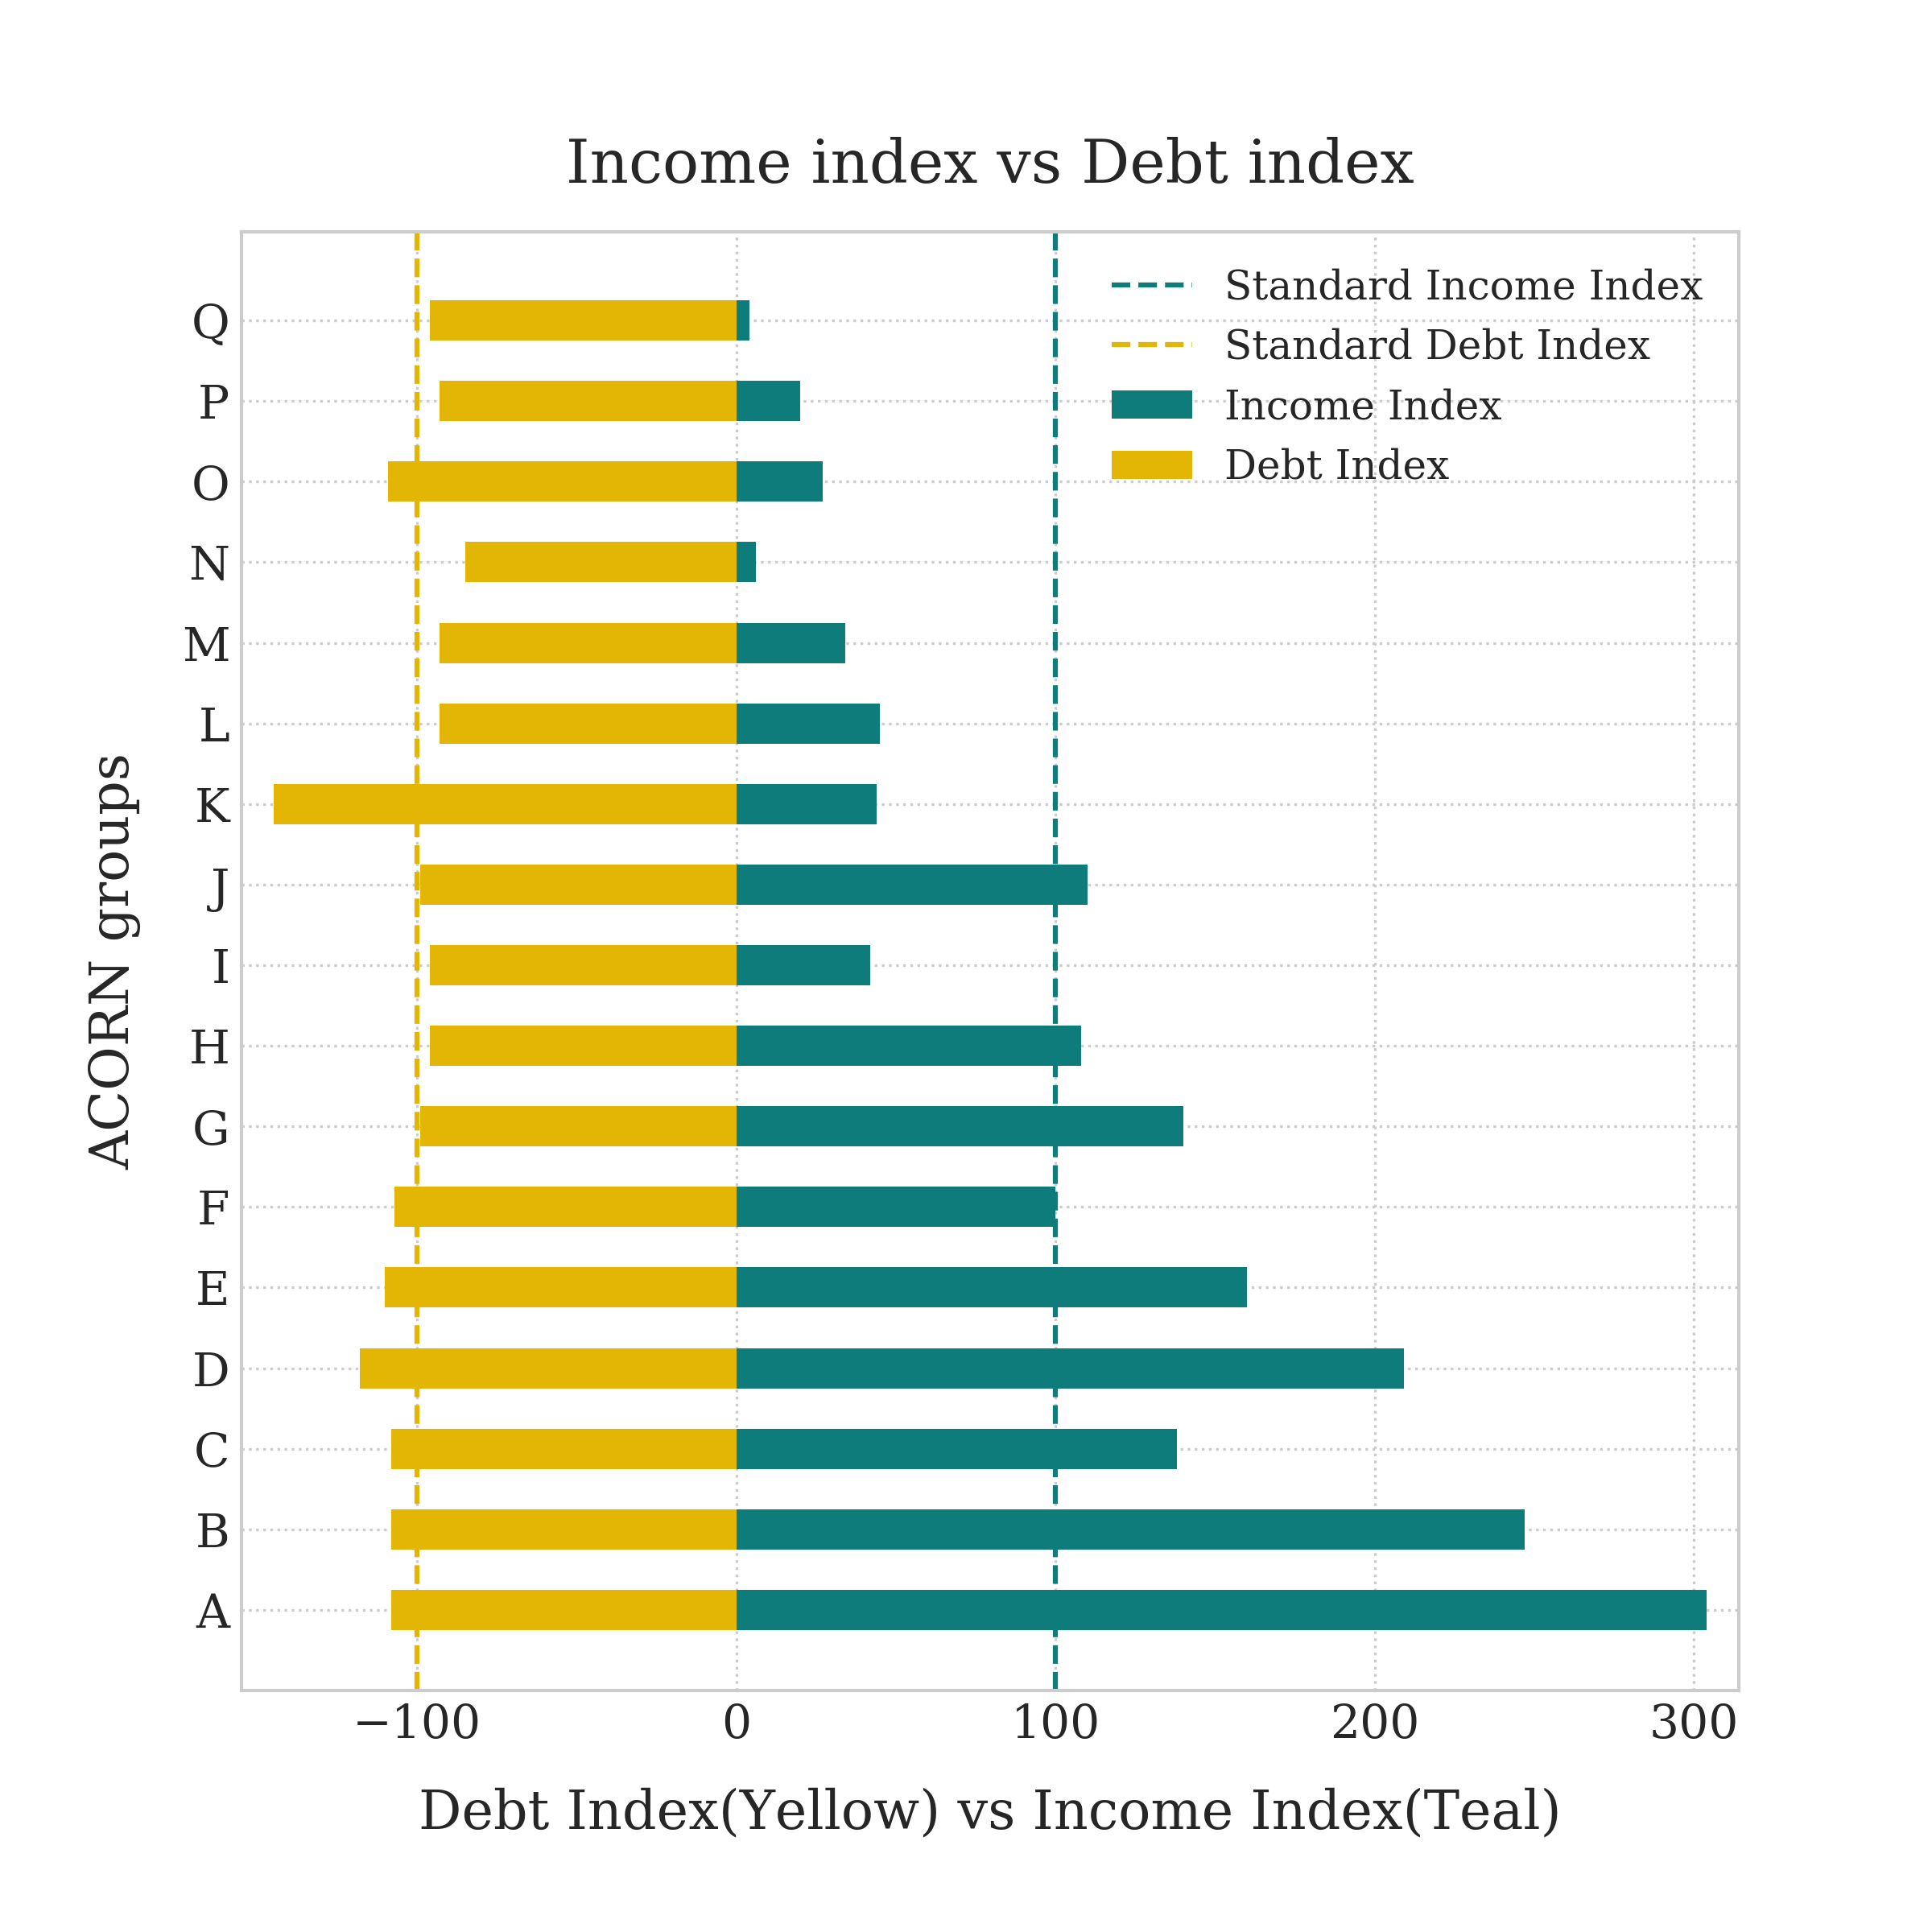 Income index vs Debt index
Standard Income Index
Standard Debt Index
Income Index
Debt Index
Q
P
O
N
M
L
K
J
I
H
G
F
E
D
C
B
A
ACORN groups
−100 0 100 200 300
Debt Index(Yellow) vs Income Index(Teal)